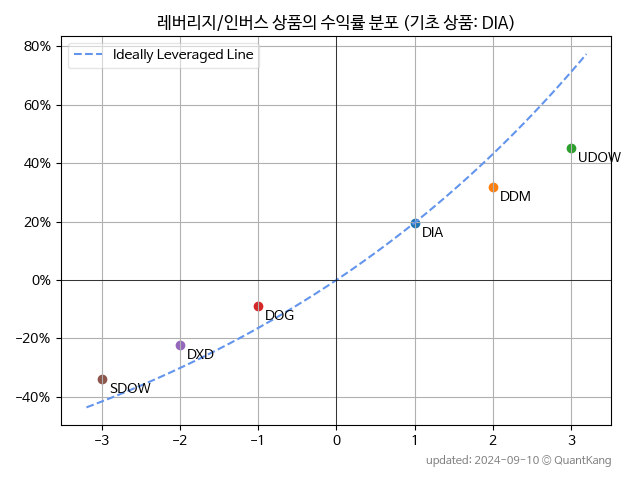 레버리지/인버스 상품의 수익률 분포 (기초 상품: DIA)
80%
Ideally Leveraged Line
60%
40%
20%
0%
−20%
−40%
UDOW
DDM
DIA
DOG
DXD
SDOW
−3 −2 −1 0 1 2 3
updated: 2024-09-10 © QuantKang